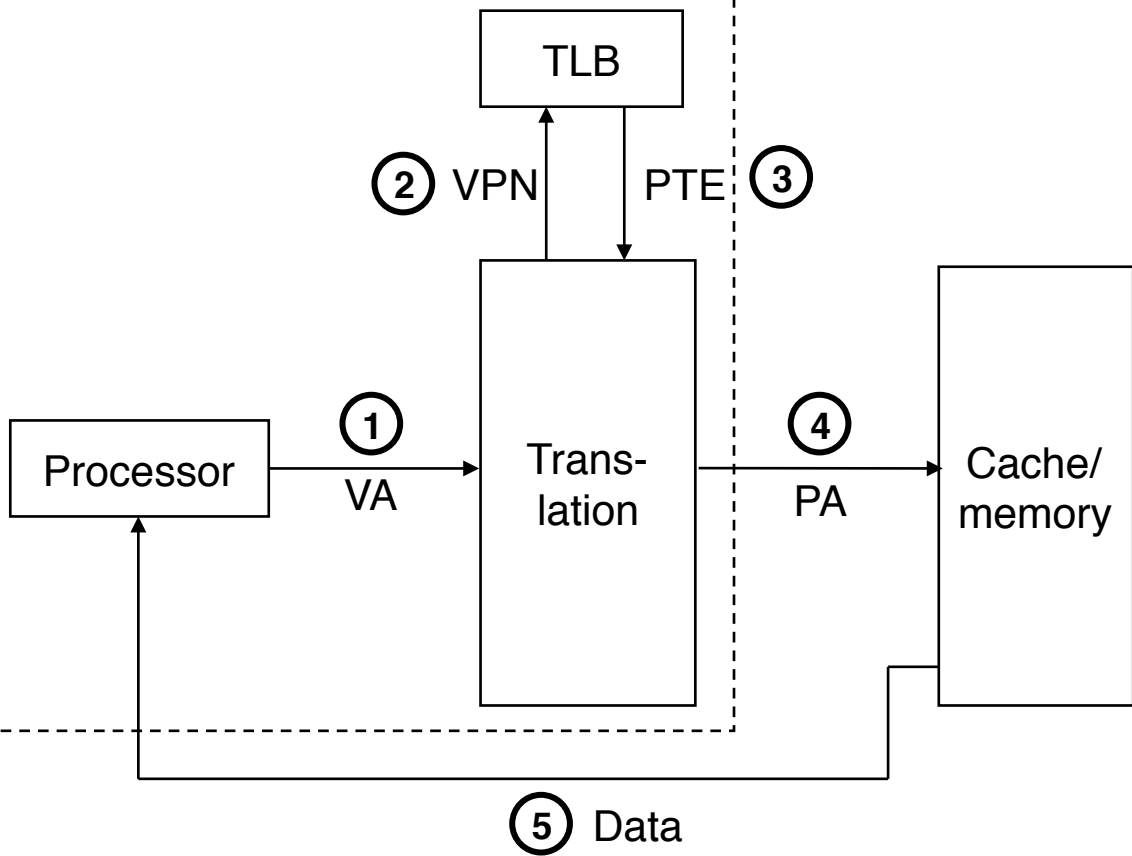 TLB
2 VPN
PTE 3
1
VA
Processor
Trans-
lation
4
PA
Cache/
memory
5 Data